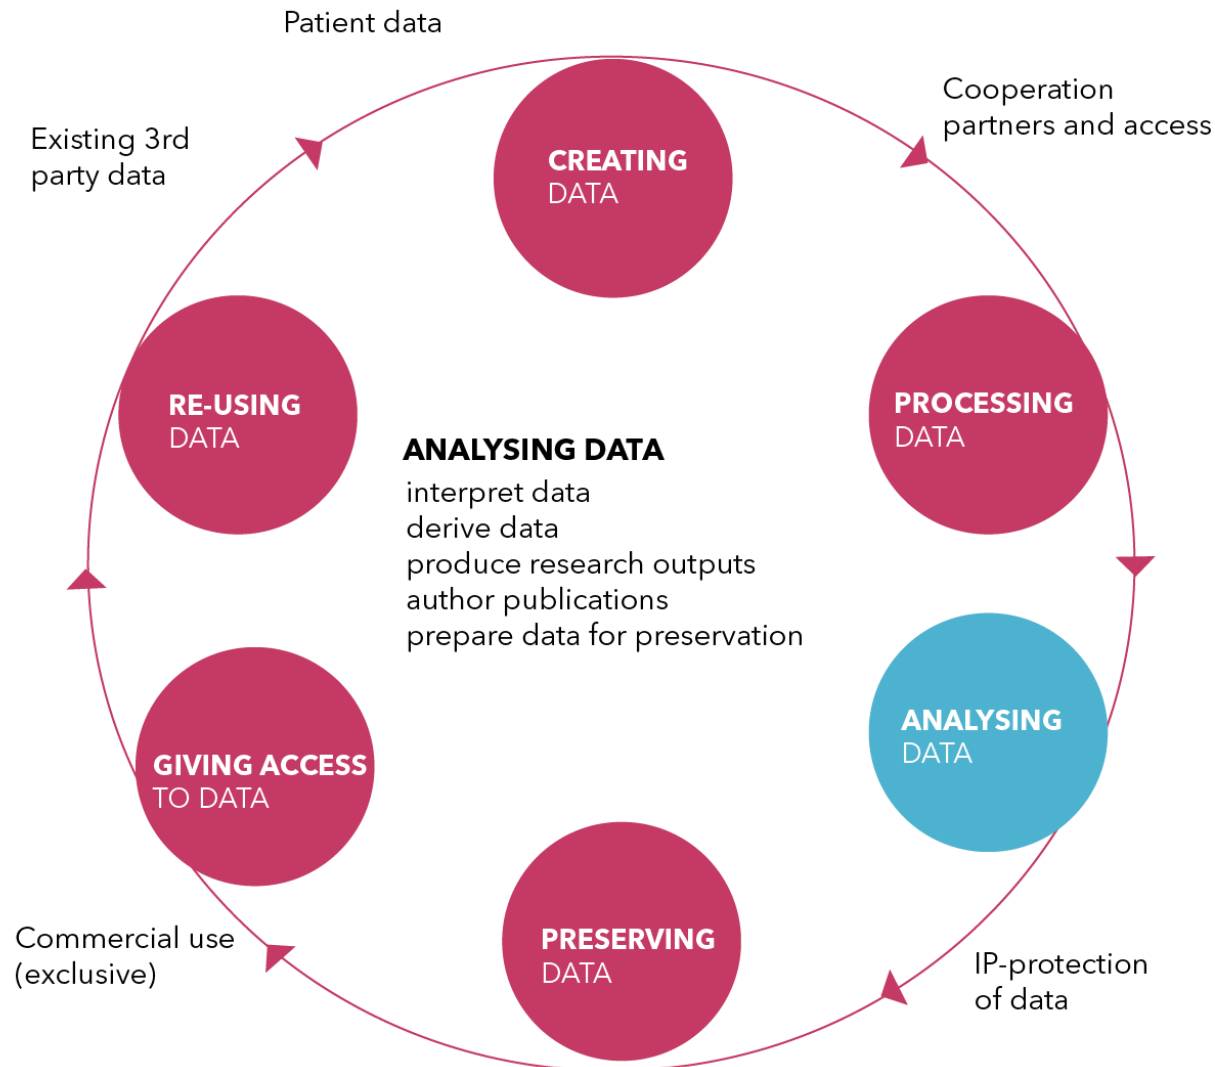 Patient data
Cooperation
partners and access
Existing 3rd
party data
CREATING
DATA
RE-USING
DATA
PROCESSING
DATA
ANALYSING DATA
interpret data
derive data
produce research outputs
author publications
prepare data for preservation
ANALYSING
DATA
GIVING ACCESS
TO DATA
PRESERVING
DATA
Commercial use
(exclusive)
IP-protection
of data